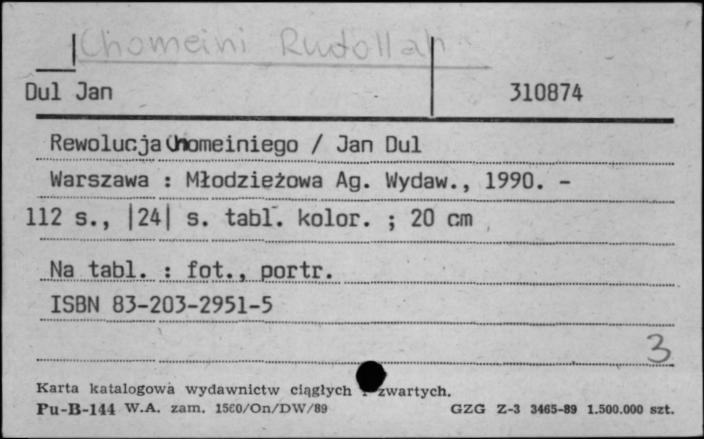 Chomeini Rudollah
Dul Jan 310874
Rewolucja Chomeiniego / Jan Dul
Warszawa : Młodzieżowa Ag. Wydaw., 1990. -
112 s., |24| s. tabl. kolor. ; 20 cm
Na tabl. : fot., portr.
ISBN 83-203-2951-5
3
Karta katalogowa wydawnictw ciągłych i zwartych.
Pu-B-144 W.A. zam. 1560/On/DW/89 GZG Z-3 3465-89 1.500.000 szt.